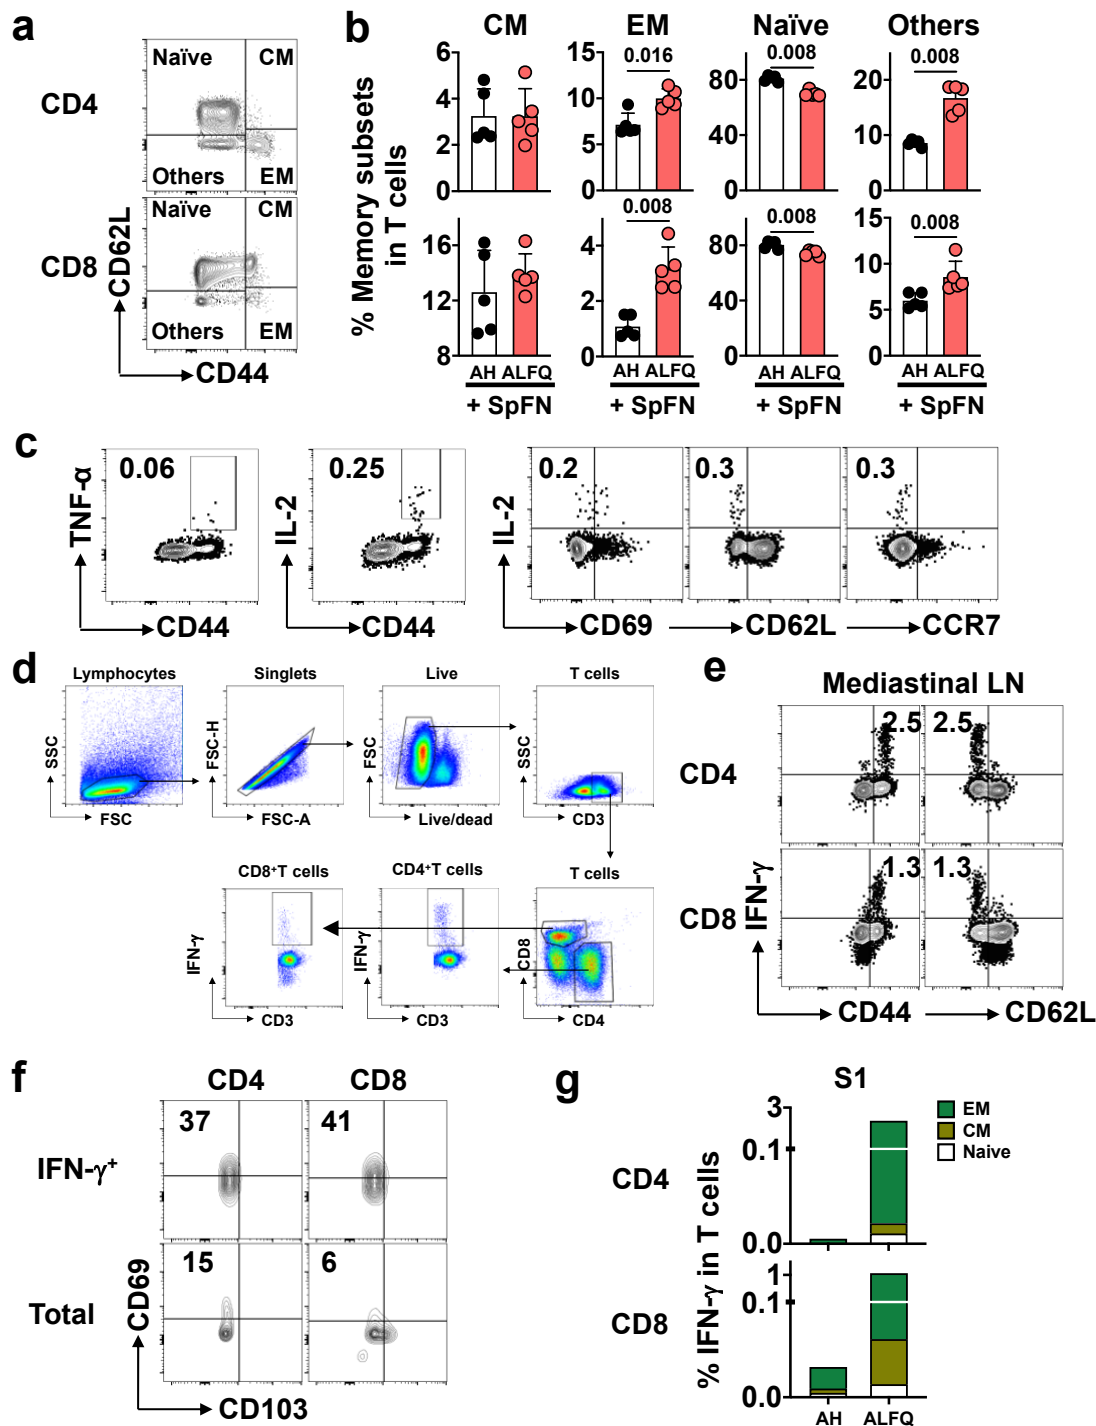 a
Naïve CM
CD4
Others EM
Naïve CM
CD8
Others EM
CD62L
CD44
b
CM EM Naïve Others
% Memory subsets
in T cells
6
4
2
0
15
10
5
0
0.016
80
40
0
0.008
20
10
0
0.008
16
12
8
4
2
0
0.008
80
40
0
0.008
15
10
5
0
0.008
AH ALFQ AH ALFQ AH ALFQ AH ALFQ
+ SpFN + SpFN + SpFN + SpFN
c
TNF-α
0.06
CD44
IL-2
0.25
CD44
IL-2
0.2 0.3 0.3
CD69 CD62L CCR7
d
Lymphocytes Singlets Live T cells
SSC
FSC
FSC-H
FSC-A
FSC
Live/dead
SSC
CD3
CD8⁺T cells CD4⁺T cells T cells
IFN-γ
CD3
IFN-γ
CD3
CD8
CD4
e
Mediastinal LN
CD4
2.5 2.5
CD8
1.3 1.3
IFN-γ
CD44 CD62L
f
CD4 CD8
IFN-γ⁺
37 41
Total
15 6
CD69
CD103
g
S1
EM
CM
Naive
% IFN-γ in T cells
CD4
3
0.1
0.0
CD8
1
0.1
0.0
AH ALFQ